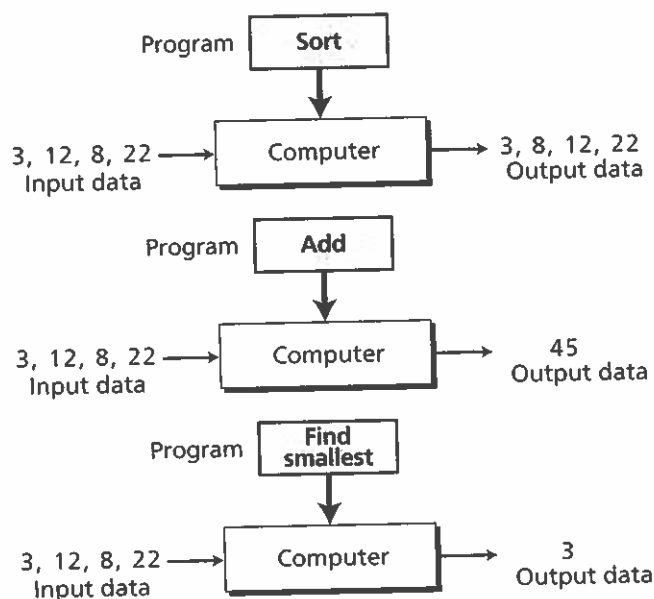 Program Sort
3, 12, 8, 22 Computer 3, 8, 12, 22
Input data Output data
Program Add
3, 12, 8, 22 Computer 45
Input data Output data
Program Find
smallest
3, 12, 8, 22 Computer 3
Input data Output data